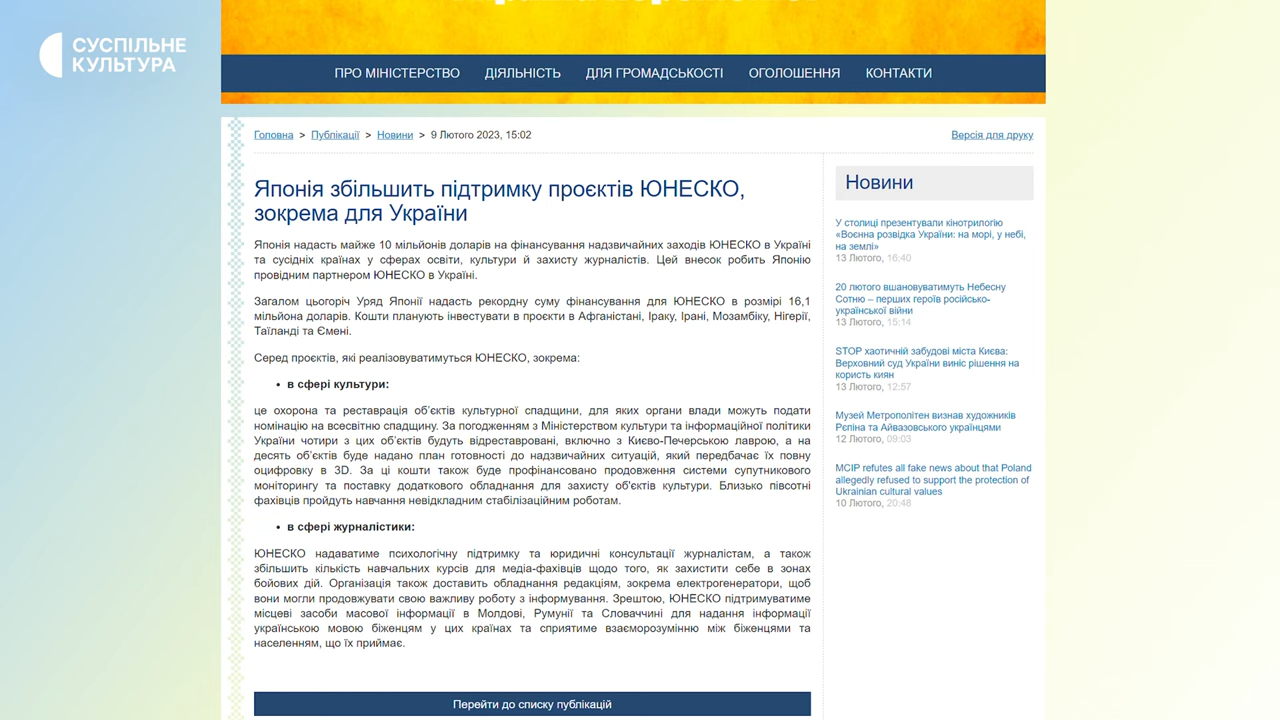 СУСПІЛЬНЕ
КУЛЬТУРА
ПРО МІНІСТЕРСТВО ДІЯЛЬНІСТЬ ДЛЯ ГРОМАДСЬКОСТІ ОГОЛОШЕННЯ КОНТАКТИ
Головна > Публікації > Новини > 9 Лютого 2023, 15:02
Версія для друку
Японія збільшить підтримку проєктів ЮНЕСКО,
зокрема для України
Японія надасть майже 10 мільйонів доларів на фінансування надзвичайних заходів ЮНЕСКО в Україні
та сусідніх країнах у сферах освіти, культури й захисту журналістів. Цей внесок робить Японію
провідним партнером ЮНЕСКО в Україні.
Загалом цьогоріч Уряд Японії надасть рекордну суму фінансування для ЮНЕСКО в розмірі 16,1
мільйона доларів. Кошти планують інвестувати в проєкти в Афганістані, Іраку, Ірані, Мозамбіку, Нігерії,
Таїланді та Ємені.
Серед проєктів, які реалізовуватимуться ЮНЕСКО, зокрема:
• в сфері культури:
це охорона та реставрація об’єктів культурної спадщини, для яких органи влади можуть подати
номінацію на всесвітню спадщину. За погодженням з Міністерством культури та інформаційної політики
України чотири з цих об’єктів будуть відреставровані, включно з Києво-Печерською лаврою, а на
десять об’єктів буде надано план готовності до надзвичайних ситуацій, який передбачає їх повну
оцифровку в 3D. За ці кошти також буде профінансовано продовження системи супутникового
моніторингу та поставку додаткового обладнання для захисту об'єктів культури. Близько півсотні
фахівців пройдуть навчання невідкладним стабілізаційним роботам.
• в сфері журналістики:
ЮНЕСКО надаватиме психологічну підтримку та юридичні консультації журналістам, а також
збільшить кількість навчальних курсів для медіа-фахівців щодо того, як захистити себе в зонах
бойових дій. Організація також доставить обладнання редакціям, зокрема електрогенератори, щоб
вони могли продовжувати свою важливу роботу з інформування. Зрештою, ЮНЕСКО підтримуватиме
місцеві засоби масової інформації в Молдові, Румунії та Словаччині для надання інформації
українською мовою біженцям у цих країнах та сприятиме взаєморозумінню між біженцями та
населенням, що їх приймає.
Перейти до списку публікацій
Новини
У столиці презентували кінотрилогію
«Воєнна розвідка України: на морі, у небі,
на землі»
13 Лютого, 16:40
20 лютого вшановуватимуть Небесну
Сотню – перших героїв російсько-
української війни
13 Лютого, 15:14
STOP хаотичній забудові міста Києва:
Верховний суд України виніс рішення на
користь киян
13 Лютого, 12:57
Музей Метрополітен визнав художників
Рєпіна та Айвазовського українцями
12 Лютого, 09:03
MCIP refutes all fake news about that Poland
allegedly refused to support the protection of
Ukrainian cultural values
10 Лютого, 20:48